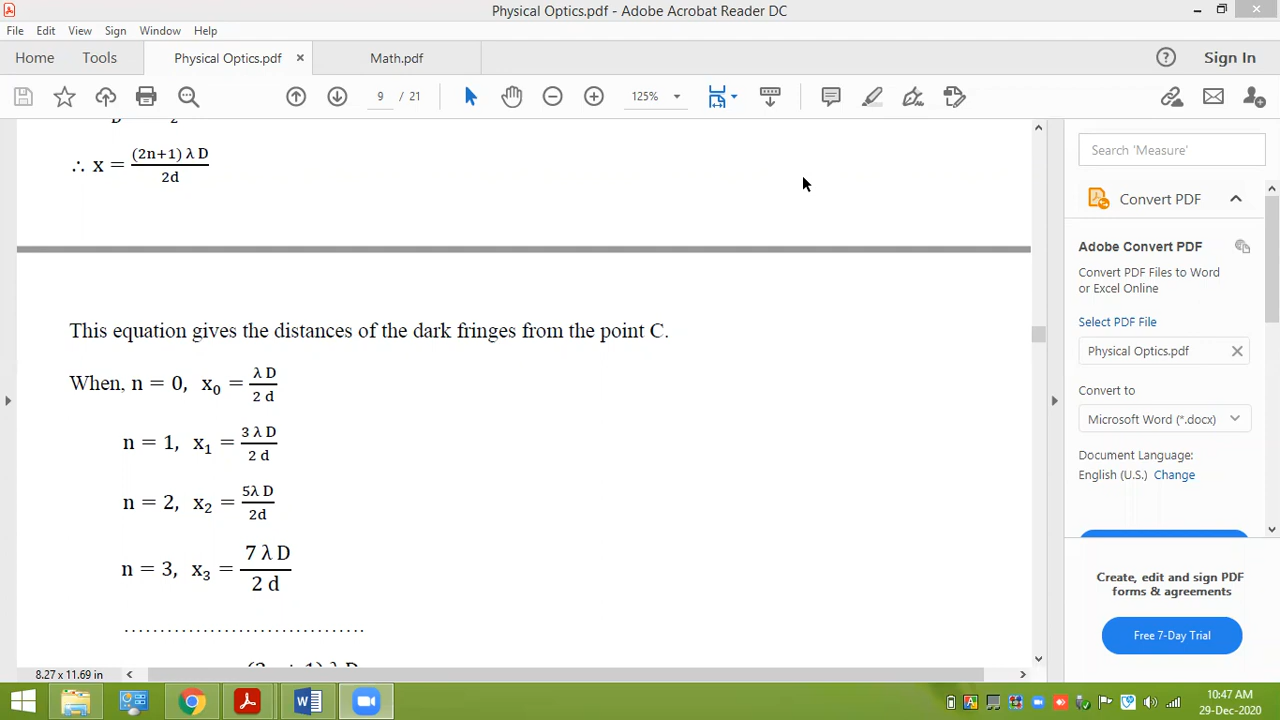 Physical Optics.pdf - Adobe Acrobat Reader DC
File Edit View Sign Window Help
Home Tools Physical Optics.pdf × Math.pdf Sign In
9 / 21 125%
D 2
∴ x = (2n+1) λ D / 2d
This equation gives the distances of the dark fringes from the point C.
When, n = 0, x₀ = λ D / 2 d
n = 1, x₁ = 3 λ D / 2 d
n = 2, x₂ = 5λ D / 2d
n = 3, x₃ = 7 λ D / 2 d
.................................
(2n + 1) λ D
8.27 x 11.69 in
Search 'Measure'
Convert PDF
Adobe Convert PDF
Convert PDF Files to Word
or Excel Online
Select PDF File
Physical Optics.pdf
Convert to
Microsoft Word (*.docx)
Document Language:
English (U.S.) Change
Create, edit and sign PDF
forms & agreements
Free 7-Day Trial
10:47 AM
29-Dec-2020